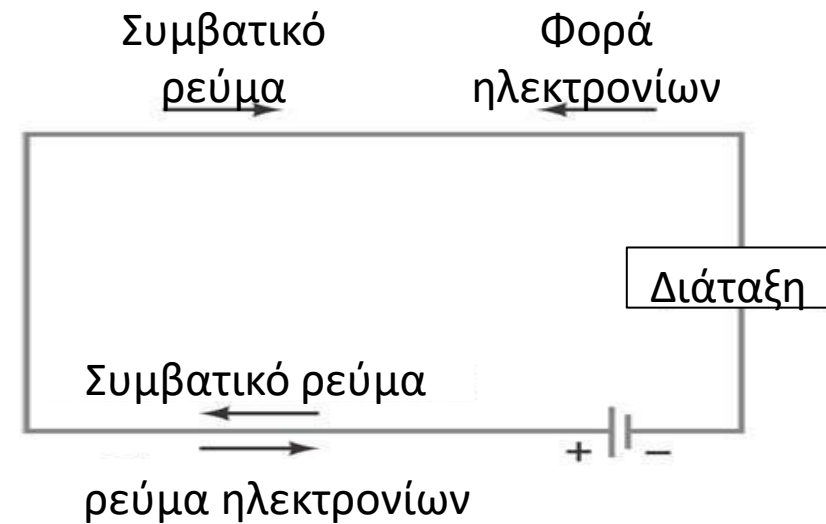 Συμβατικό
ρεύμα
Φορά
ηλεκτρονίων
Διάταξη
Συμβατικό ρεύμα
+ −
ρεύμα ηλεκτρονίων